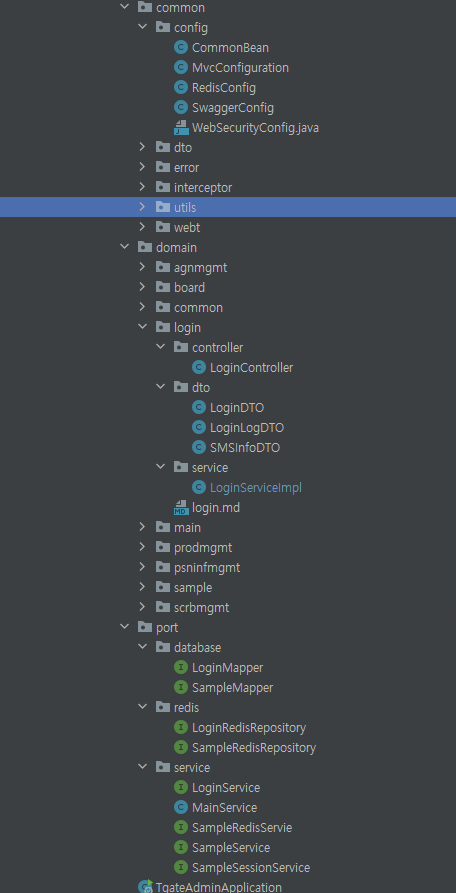 common
config
CommonBean
MvcConfiguration
RedisConfig
SwaggerConfig
WebSecurityConfig.java
dto
error
interceptor
utils
webt
domain
agnmgmt
board
common
login
controller
LoginController
dto
LoginDTO
LoginLogDTO
SMSInfoDTO
service
LoginServiceImpl
login.md
main
prodmgmt
psninfmgmt
sample
scrbmgmt
port
database
LoginMapper
SampleMapper
redis
LoginRedisRepository
SampleRedisRepository
service
LoginService
MainService
SampleRedisServie
SampleService
SampleSessionService
TgateAdminApplication